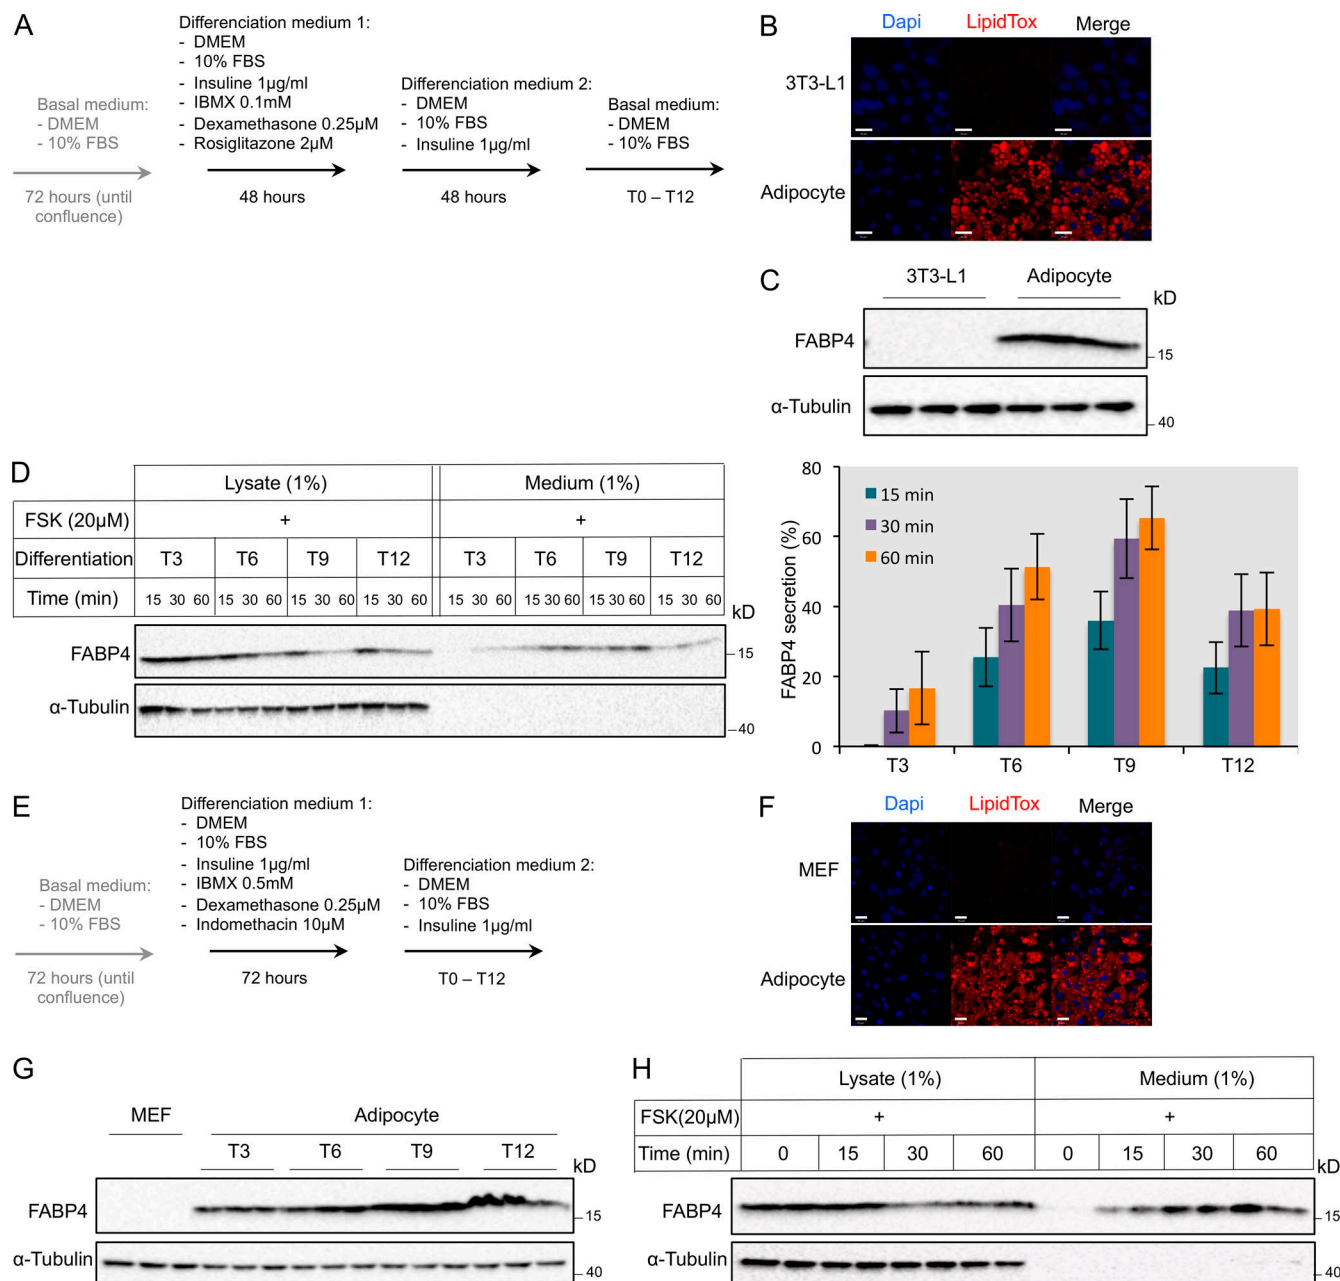 A
Differenciation medium 1:
- DMEM
- 10% FBS
- Insuline 1µg/ml
- IBMX 0.1mM
- Dexamethasone 0.25µM
- Rosiglitazone 2µM
Basal medium:
- DMEM
- 10% FBS
Differenciation medium 2:
- DMEM
- 10% FBS
- Insuline 1µg/ml
Basal medium:
- DMEM
- 10% FBS
72 hours (until
confluence)
48 hours
48 hours
T0 – T12
B
Dapi LipidTox Merge
3T3-L1
Adipocyte
C
3T3-L1 Adipocyte
kD
FABP4
15
α-Tubulin
40
D
Lysate (1%) Medium (1%)
FSK (20µM) + +
Differentiation T3 T6 T9 T12 T3 T6 T9 T12
Time (min) 15 30 60 15 30 60 15 30 60 15 30 60 15 30 60 15 30 60 15 30 60 15 30 60
kD
FABP4
15
α-Tubulin
40
FABP4 secretion (%)
80
60
40
20
0
15 min
30 min
60 min
T3 T6 T9 T12
E
Differenciation medium 1:
- DMEM
- 10% FBS
- Insuline 1µg/ml
- IBMX 0.5mM
- Dexamethasone 0.25µM
- Indomethacin 10µM
Basal medium:
- DMEM
- 10% FBS
Differenciation medium 2:
- DMEM
- 10% FBS
- Insuline 1µg/ml
72 hours (until
confluence)
72 hours
T0 – T12
F
Dapi LipidTox Merge
MEF
Adipocyte
G
MEF Adipocyte
T3 T6 T9 T12
kD
FABP4
15
α-Tubulin
40
H
Lysate (1%) Medium (1%)
FSK(20µM) + +
Time (min) 0 15 30 60 0 15 30 60
kD
FABP4
15
α-Tubulin
40